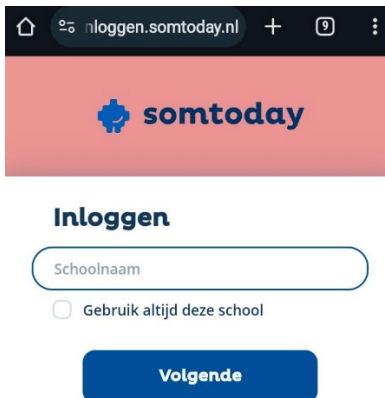 nloggen.somtoday.nl
9
somtoday
Inloggen
Schoolnaam
Gebruik altijd deze school
Volgende